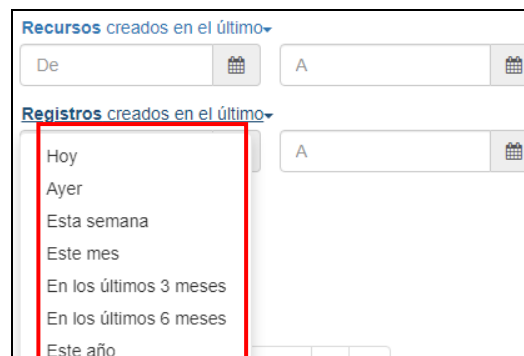 Recursos creados en el último
De
A
Registros creados en el último
A
Hoy
Ayer
Esta semana
Este mes
En los últimos 3 meses
En los últimos 6 meses
Este año